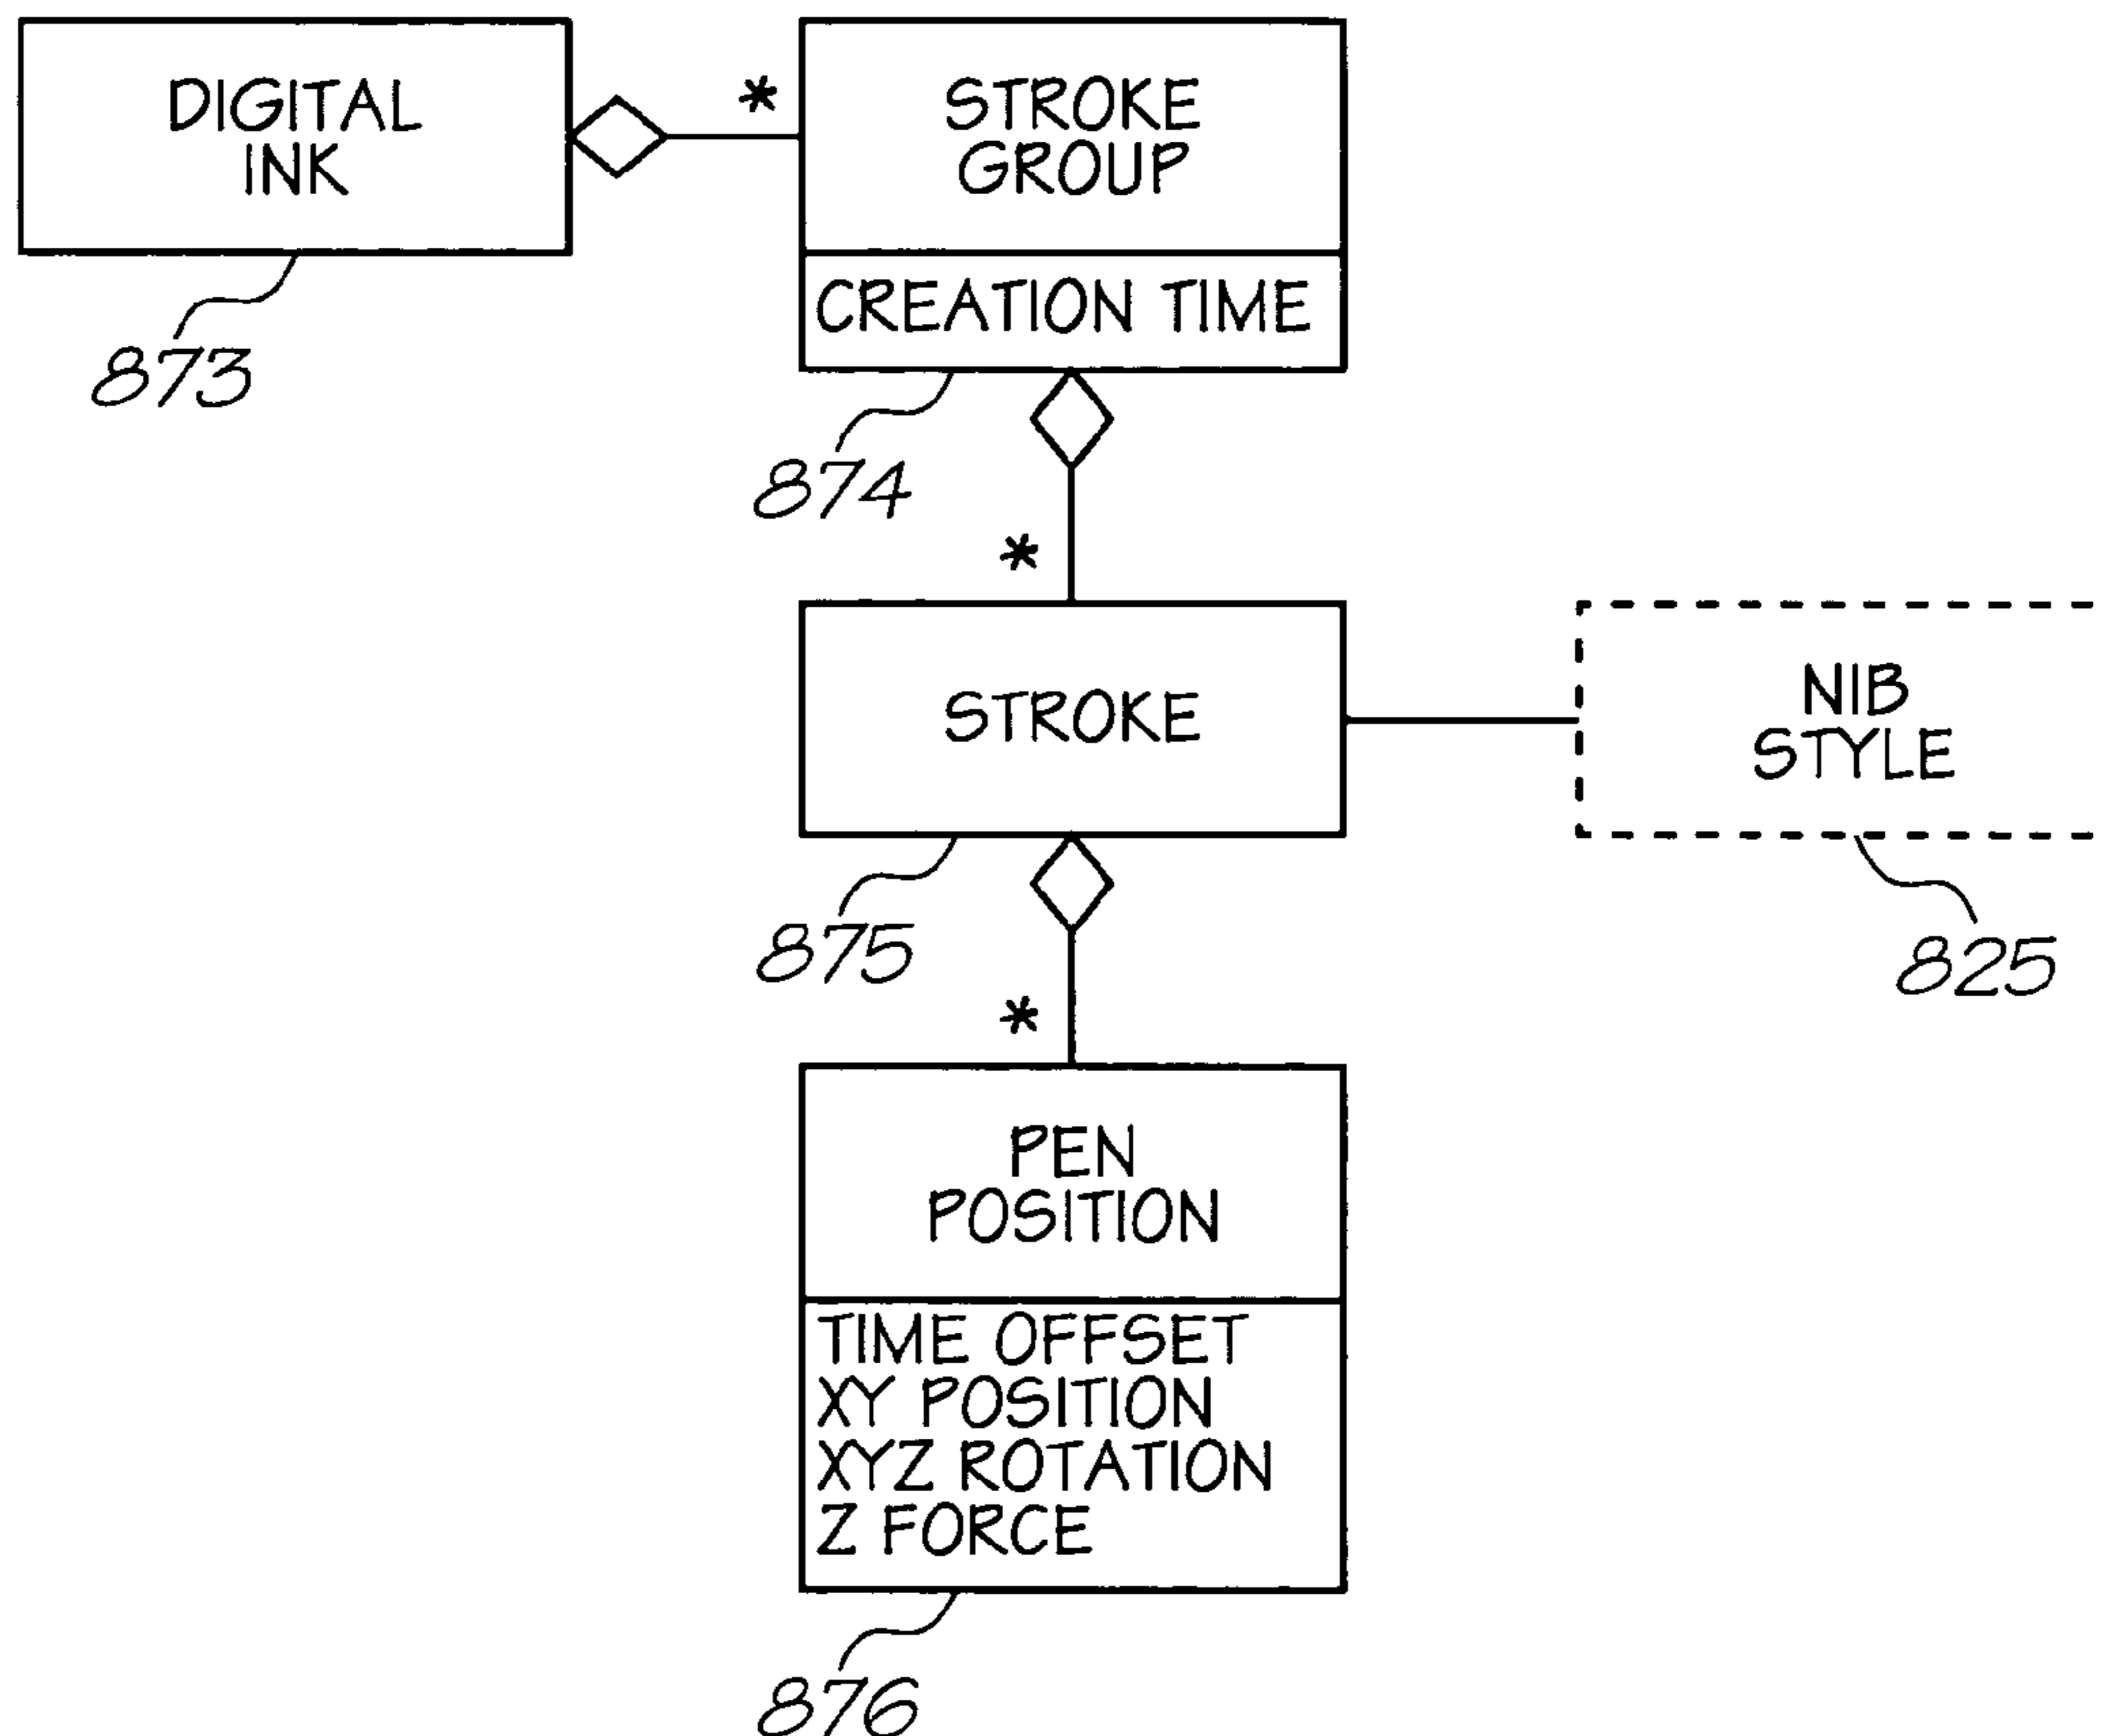 DIGITAL
INK
*
STROKE
GROUP
CREATION TIME
873
874
*
STROKE
NIB
STYLE
875
825
*
PEN
POSITION
TIME OFFSET
XY POSITION
XYZ ROTATION
Z FORCE
876